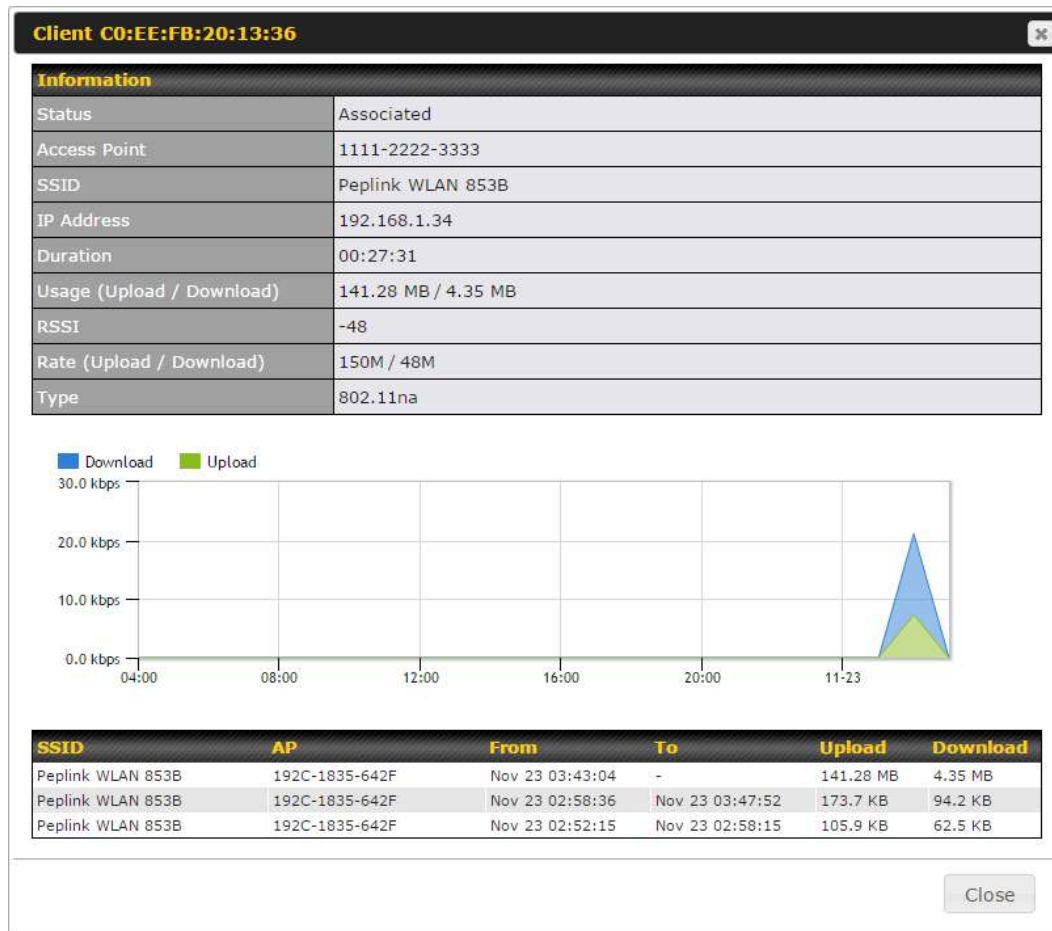 Client C0:EE:FB:20:13:36
Information
Status Associated
Access Point 1111-2222-3333
SSID Peplink WLAN 853B
IP Address 192.168.1.34
Duration 00:27:31
Usage (Upload / Download) 141.28 MB / 4.35 MB
RSSI -48
Rate (Upload / Download) 150M / 48M
Type 802.11na
Download Upload
30.0 kbps
20.0 kbps
10.0 kbps
0.0 kbps
04:00 08:00 12:00 16:00 20:00 11-23
SSID AP From To Upload Download
Peplink WLAN 853B 192C-1835-642F Nov 23 03:43:04 - 141.28 MB 4.35 MB
Peplink WLAN 853B 192C-1835-642F Nov 23 02:58:36 Nov 23 03:47:52 173.7 KB 94.2 KB
Peplink WLAN 853B 192C-1835-642F Nov 23 02:52:15 Nov 23 02:58:15 105.9 KB 62.5 KB
Close